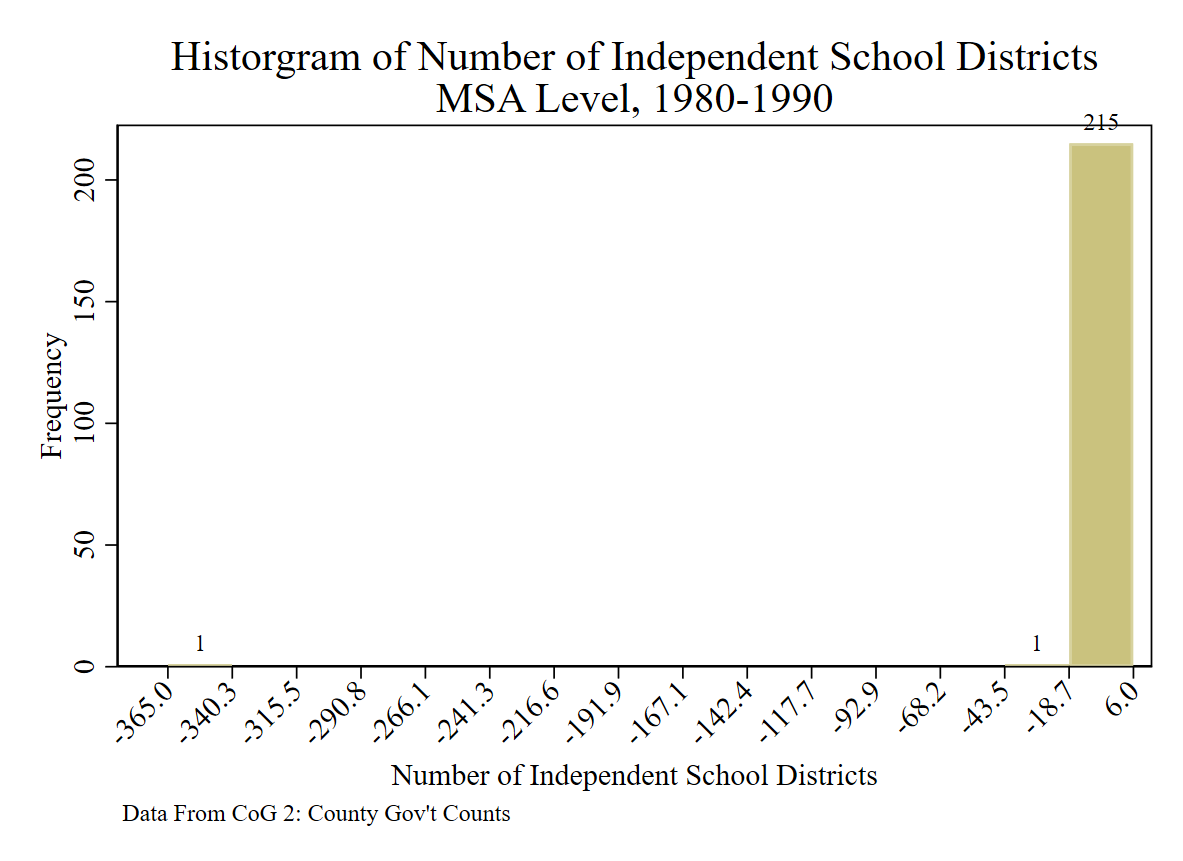 Historgram of Number of Independent School Districts
MSA Level, 1980-1990
215
200
150
100
50
0
Frequency
1
1
-365.0 -340.3 -315.5 -290.8 -266.1 -241.3 -216.6 -191.9 -167.1 -142.4 -117.7 -92.9 -68.2 -43.5 -18.7 6.0
Number of Independent School Districts
Data From CoG 2: County Gov't Counts